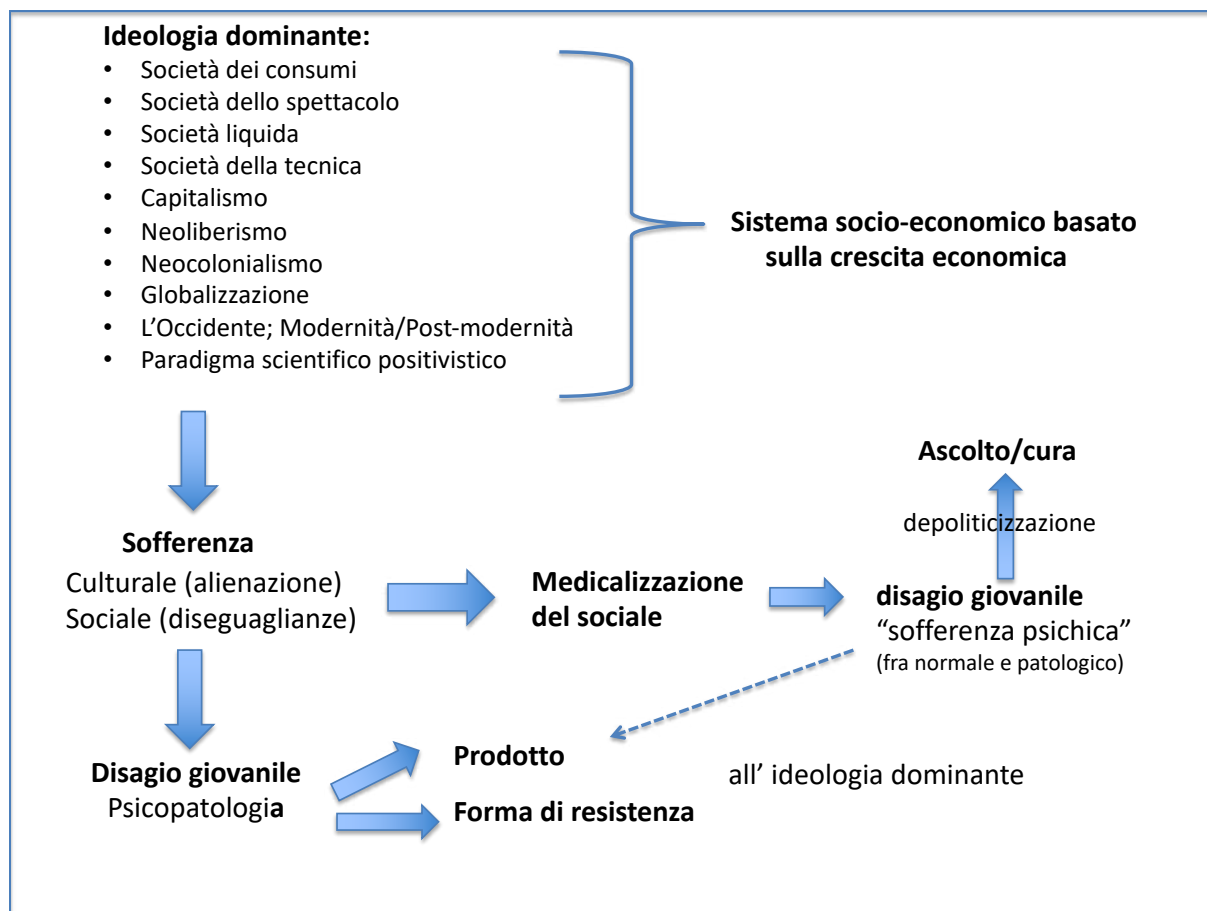 Ideologia dominante:
• Società dei consumi
• Società dello spettacolo
• Società liquida
• Società della tecnica
• Capitalismo
• Neoliberismo
• Neocolonialismo
• Globalizzazione
• L’Occidente; Modernità/Post-modernità
• Paradigma scientifico positivistico
Sistema socio-economico basato
sulla crescita economica
Ascolto/cura
depoliticizzazione
Sofferenza
Culturale (alienazione)
Sociale (diseguaglianze)
Medicalizzazione
del sociale
disagio giovanile
“sofferenza psichica”
(fra normale e patologico)
Disagio giovanile
Psicopatologia
Prodotto
Forma di resistenza
all’ ideologia dominante